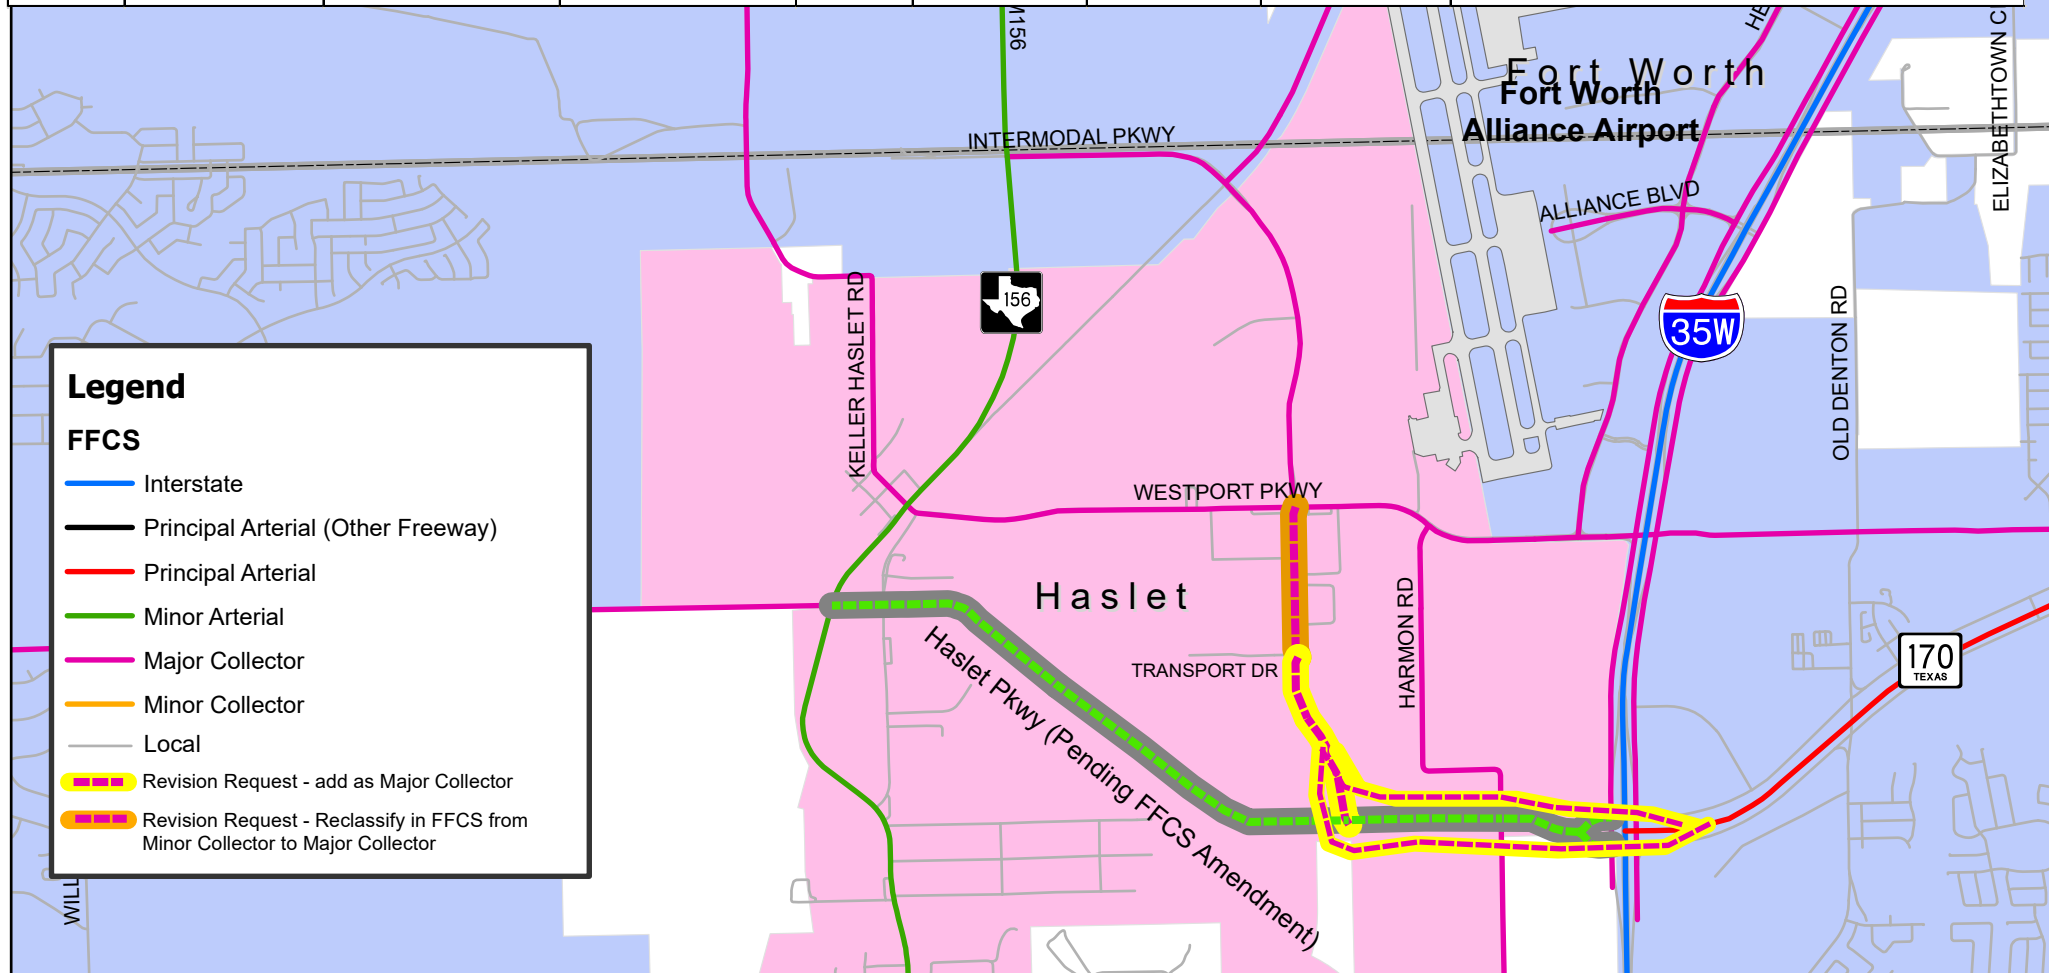 M156
HE
ELIZABETHTOWN C
Fort Worth
Fort Worth
Alliance Airport
INTERMODAL PKWY
ALLIANCE BLVD
156
KELLER HASLET RD
35W
OLD DENTON RD
Legend
FFCS
Interstate
Principal Arterial (Other Freeway)
Principal Arterial
Minor Arterial
Major Collector
Minor Collector
Local
Revision Request - add as Major Collector
Revision Request - Reclassify in FFCS from
Minor Collector to Major Collector
WESTPORT PKWY
Haslet
HARMON RD
TRANSPORT DR
Haslet Pkwy (Pending FFCS Amendment)
170
TEXAS
WILL